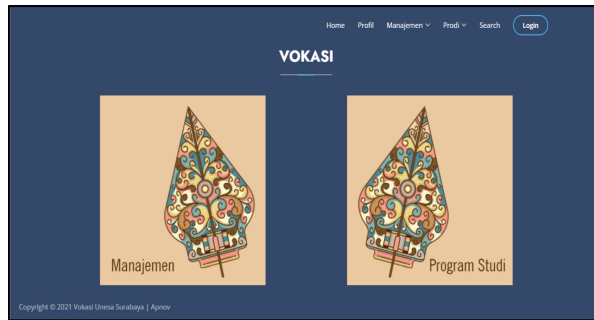 Home Profil Manajemen Prodi Search Login
VOKASI
Manajemen
Program Studi
Copyright © 2021 Vokasi Unesa Surabaya | Apnov